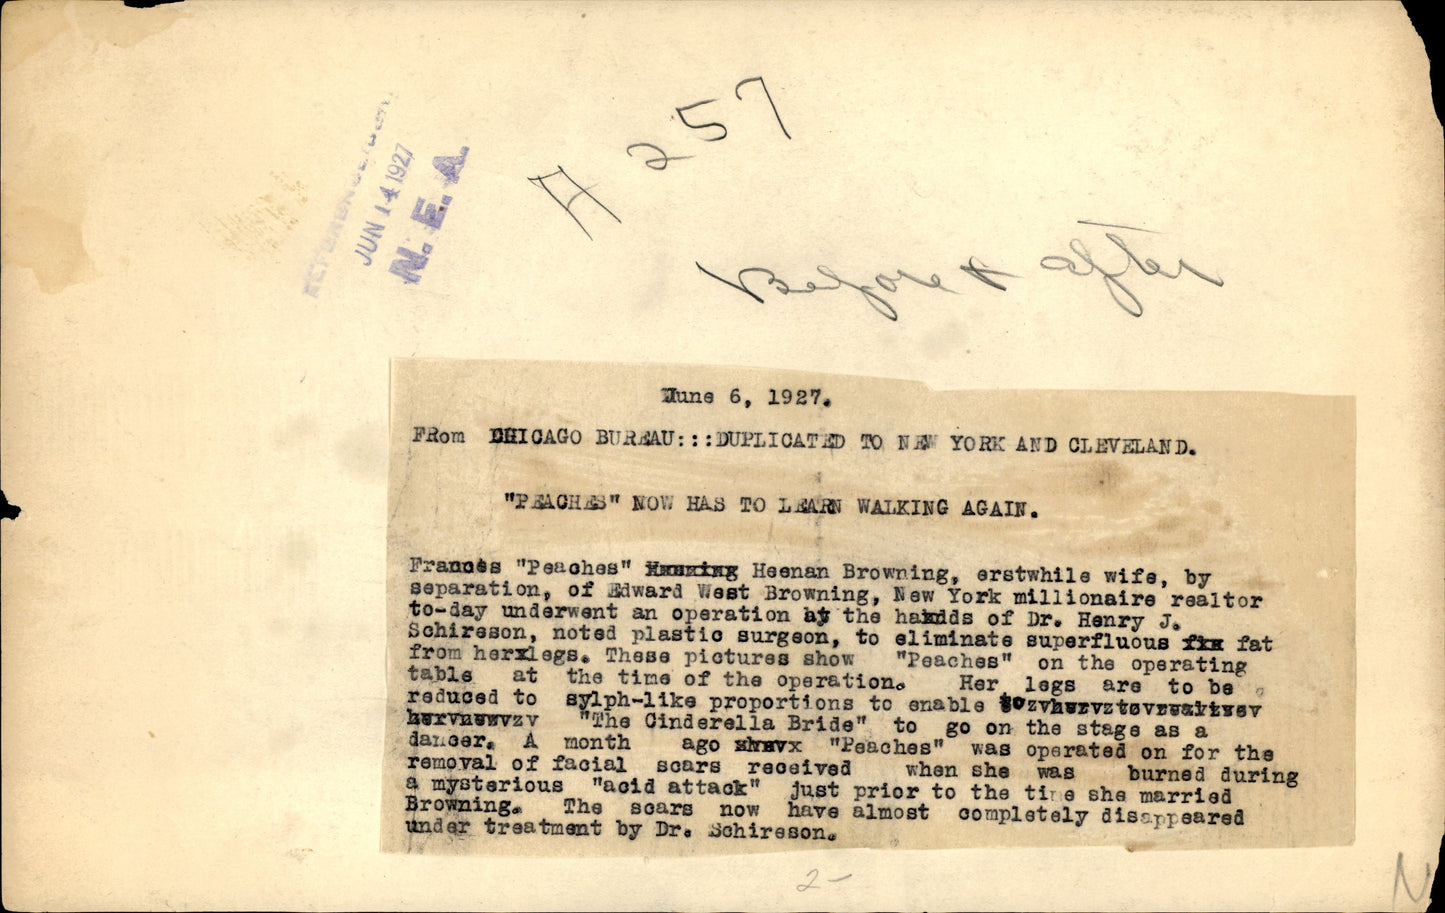 A 257
REFERENCE
JUN 14 1927
N. E. A.
Before & after
June 6, 1927.
FRom CHICAGO BUREAU:::DUPLICATED TO NEW YORK AND CLEVELAND.
"PEACHES" NOW HAS TO LEARN WALKING AGAIN.
Frances "Peaches" Heenan Browning, erstwhile wife, by
separation, of Edward West Browning, New York millionaire realtor
to-day underwent an operation at the hands of Dr. Henry J.
Schireson, noted plastic surgeon, to eliminate superfluous fat
from herxlegs. These pictures show "Peaches" on the operating
table at the time of the operation. Her legs are to be
reduced to sylph-like proportions to enable
"The Cinderella Bride" to go on the stage as a
dancer. A month ago "Peaches" was operated on for the
removal of facial scars received when she was burned during
a mysterious "acid attack" just prior to the time she married
Browning. The scars now have almost completely disappeared
under treatment by Dr. Schireson.
2-
N